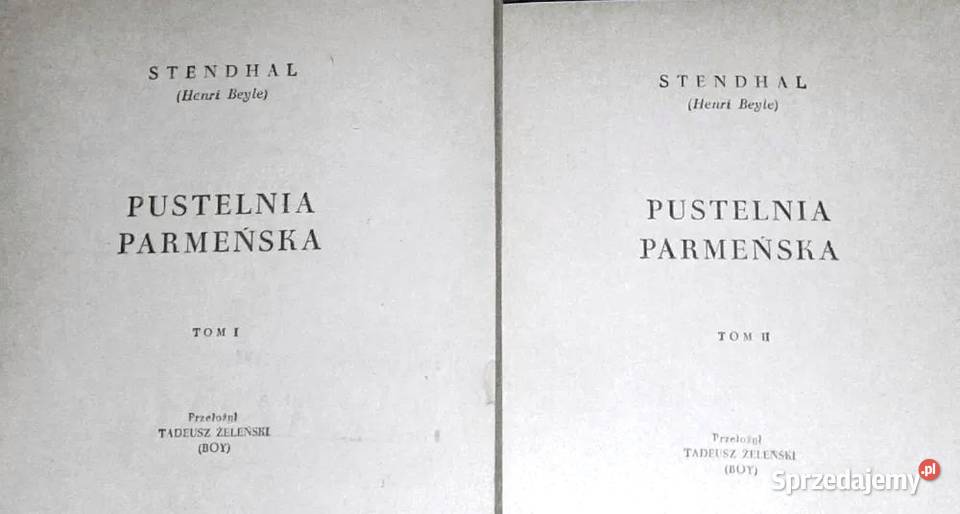 STENDHAL
(Henri Beyle)
PUSTELNIA
PARMEŃSKA
TOM I
Przełożył
TADEUSZ ŻELEŃSKI
(BOY)
STENDHAL
(Henri Beyle)
PUSTELNIA
PARMEŃSKA
TOM II
Przełożył
TADEUSZ ŻELEŃSKI
(BOY)
Sprzedajemy.pl